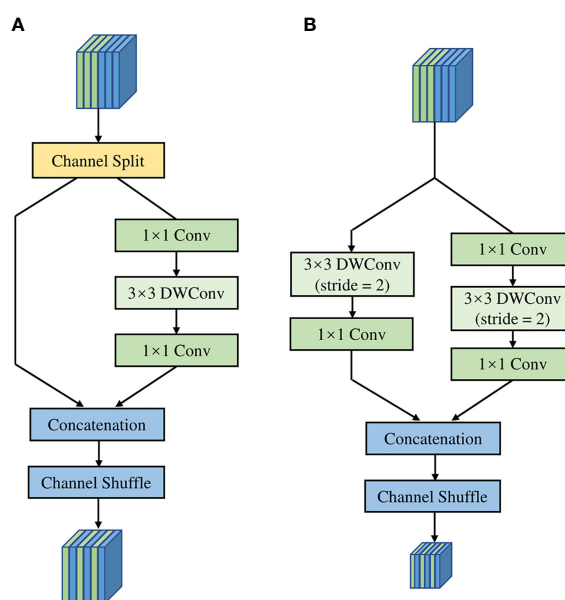 A
Channel Split
1×1 Conv
3×3 DWConv
1×1 Conv
Concatenation
Channel Shuffle
B
3×3 DWConv
(stride = 2)
1×1 Conv
1×1 Conv
3×3 DWConv
(stride = 2)
1×1 Conv
Concatenation
Channel Shuffle